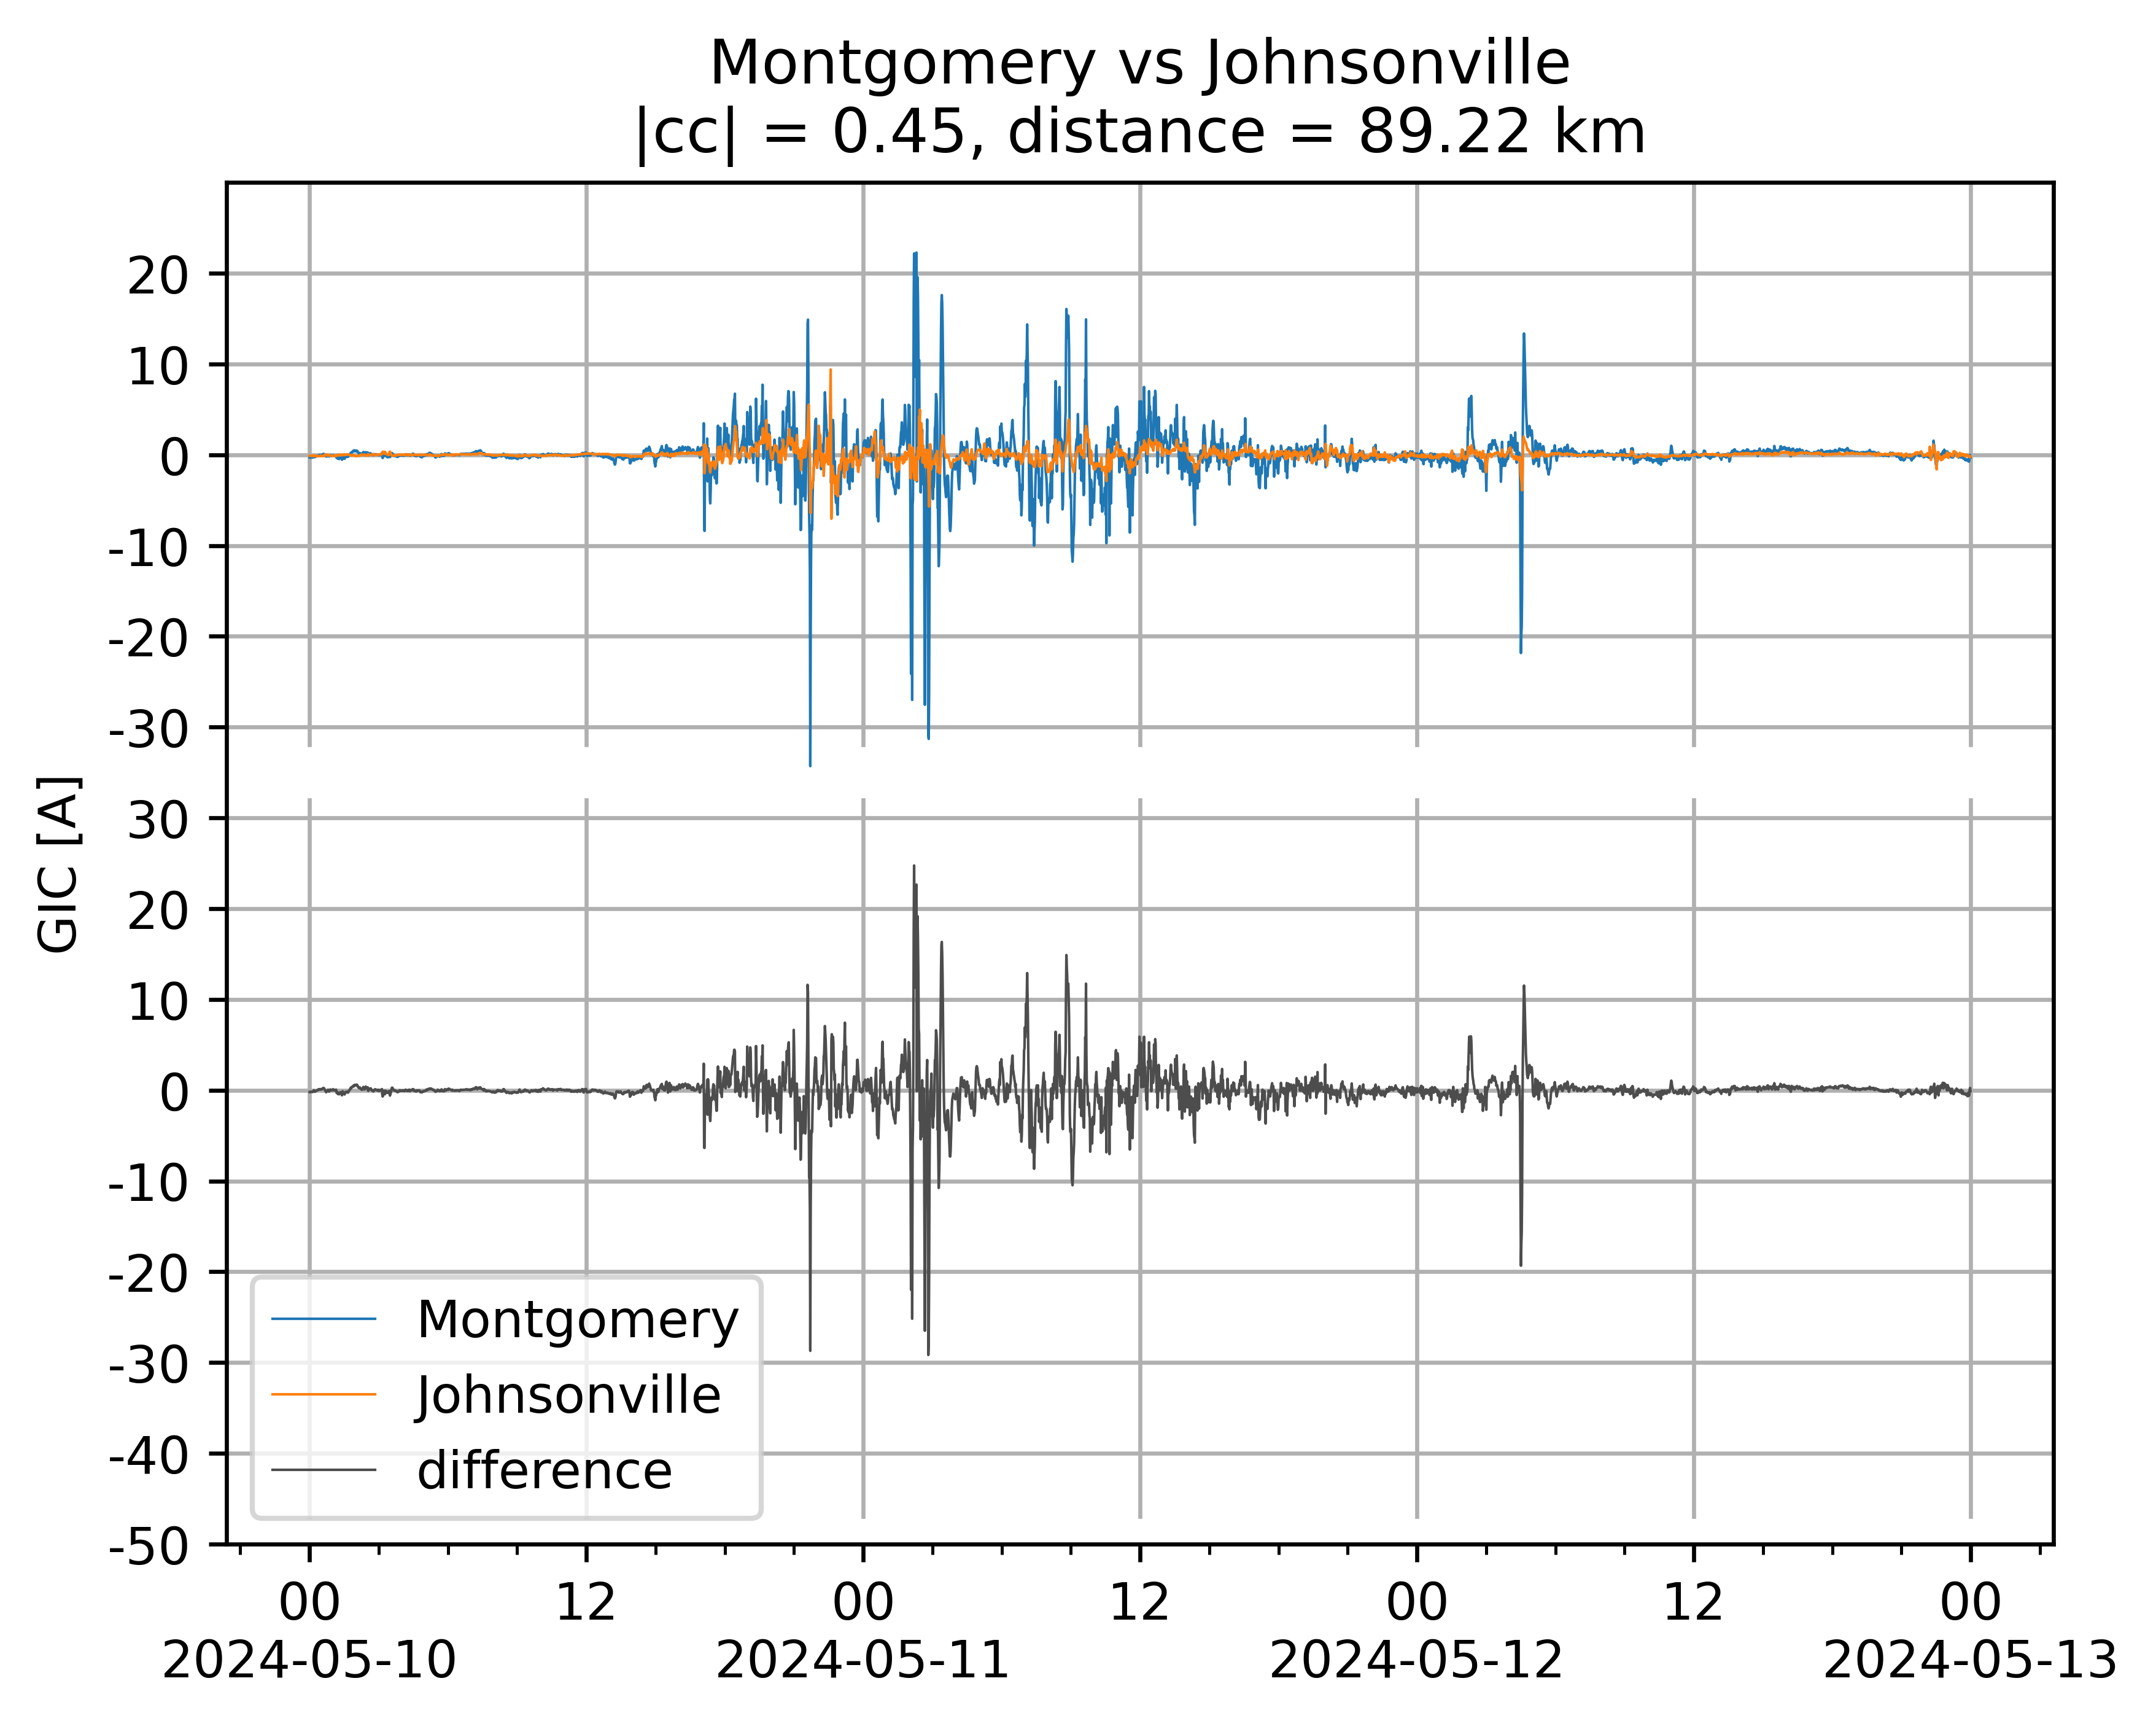 Montgomery vs Johnsonville
|cc| = 0.45, distance = 89.22 km
GIC [A]
20
10
0
-10
-20
-30
30
20
10
0
-10
-20
-30
-40
-50
Montgomery
Johnsonville
difference
00 12 00 12 00 12 00
2024-05-10 2024-05-11 2024-05-12 2024-05-13